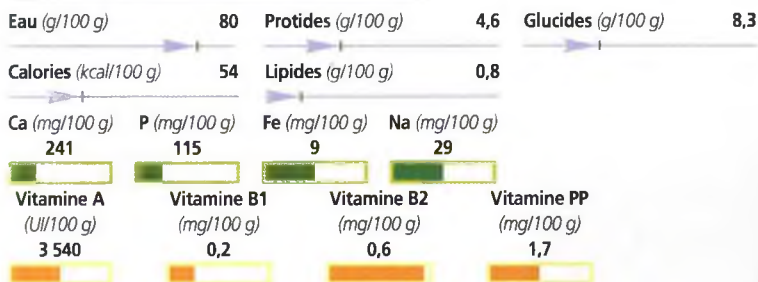 Eau (g/100 g) 80 Protides (g/100 g) 4,6 Glucides (g/100 g) 8,3
Calories (kcal/100 g) 54 Lipides (g/100 g) 0,8
Ca (mg/100 g) P (mg/100 g) Fe (mg/100 g) Na (mg/100 g)
241 115 9 29
Vitamine A Vitamine B1 Vitamine B2 Vitamine PP
(UI/100 g) (mg/100 g) (mg/100 g) (mg/100 g)
3 540 0,2 0,6 1,7